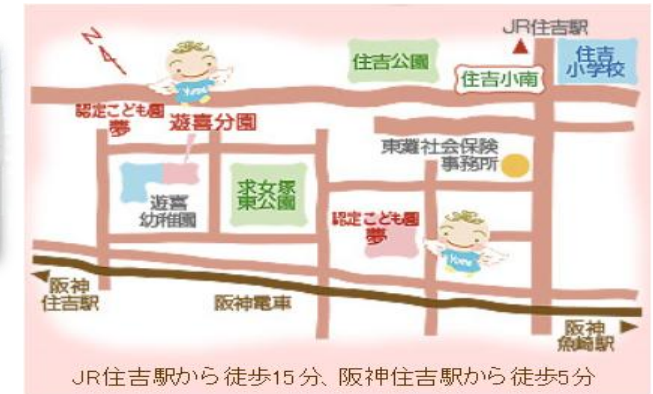 N
JR住吉駅
住吉公園
住吉小南
住吉
小学校
Yume
認定こども園
夢
遊喜分園
東灘社会保険
事務所
遊喜
幼稚園
求女塚
東公園
認定こども園
夢
Yume
阪神
住吉駅
阪神電車
阪神
魚崎駅
JR住吉駅から徒歩15分、阪神住吉駅から徒歩5分